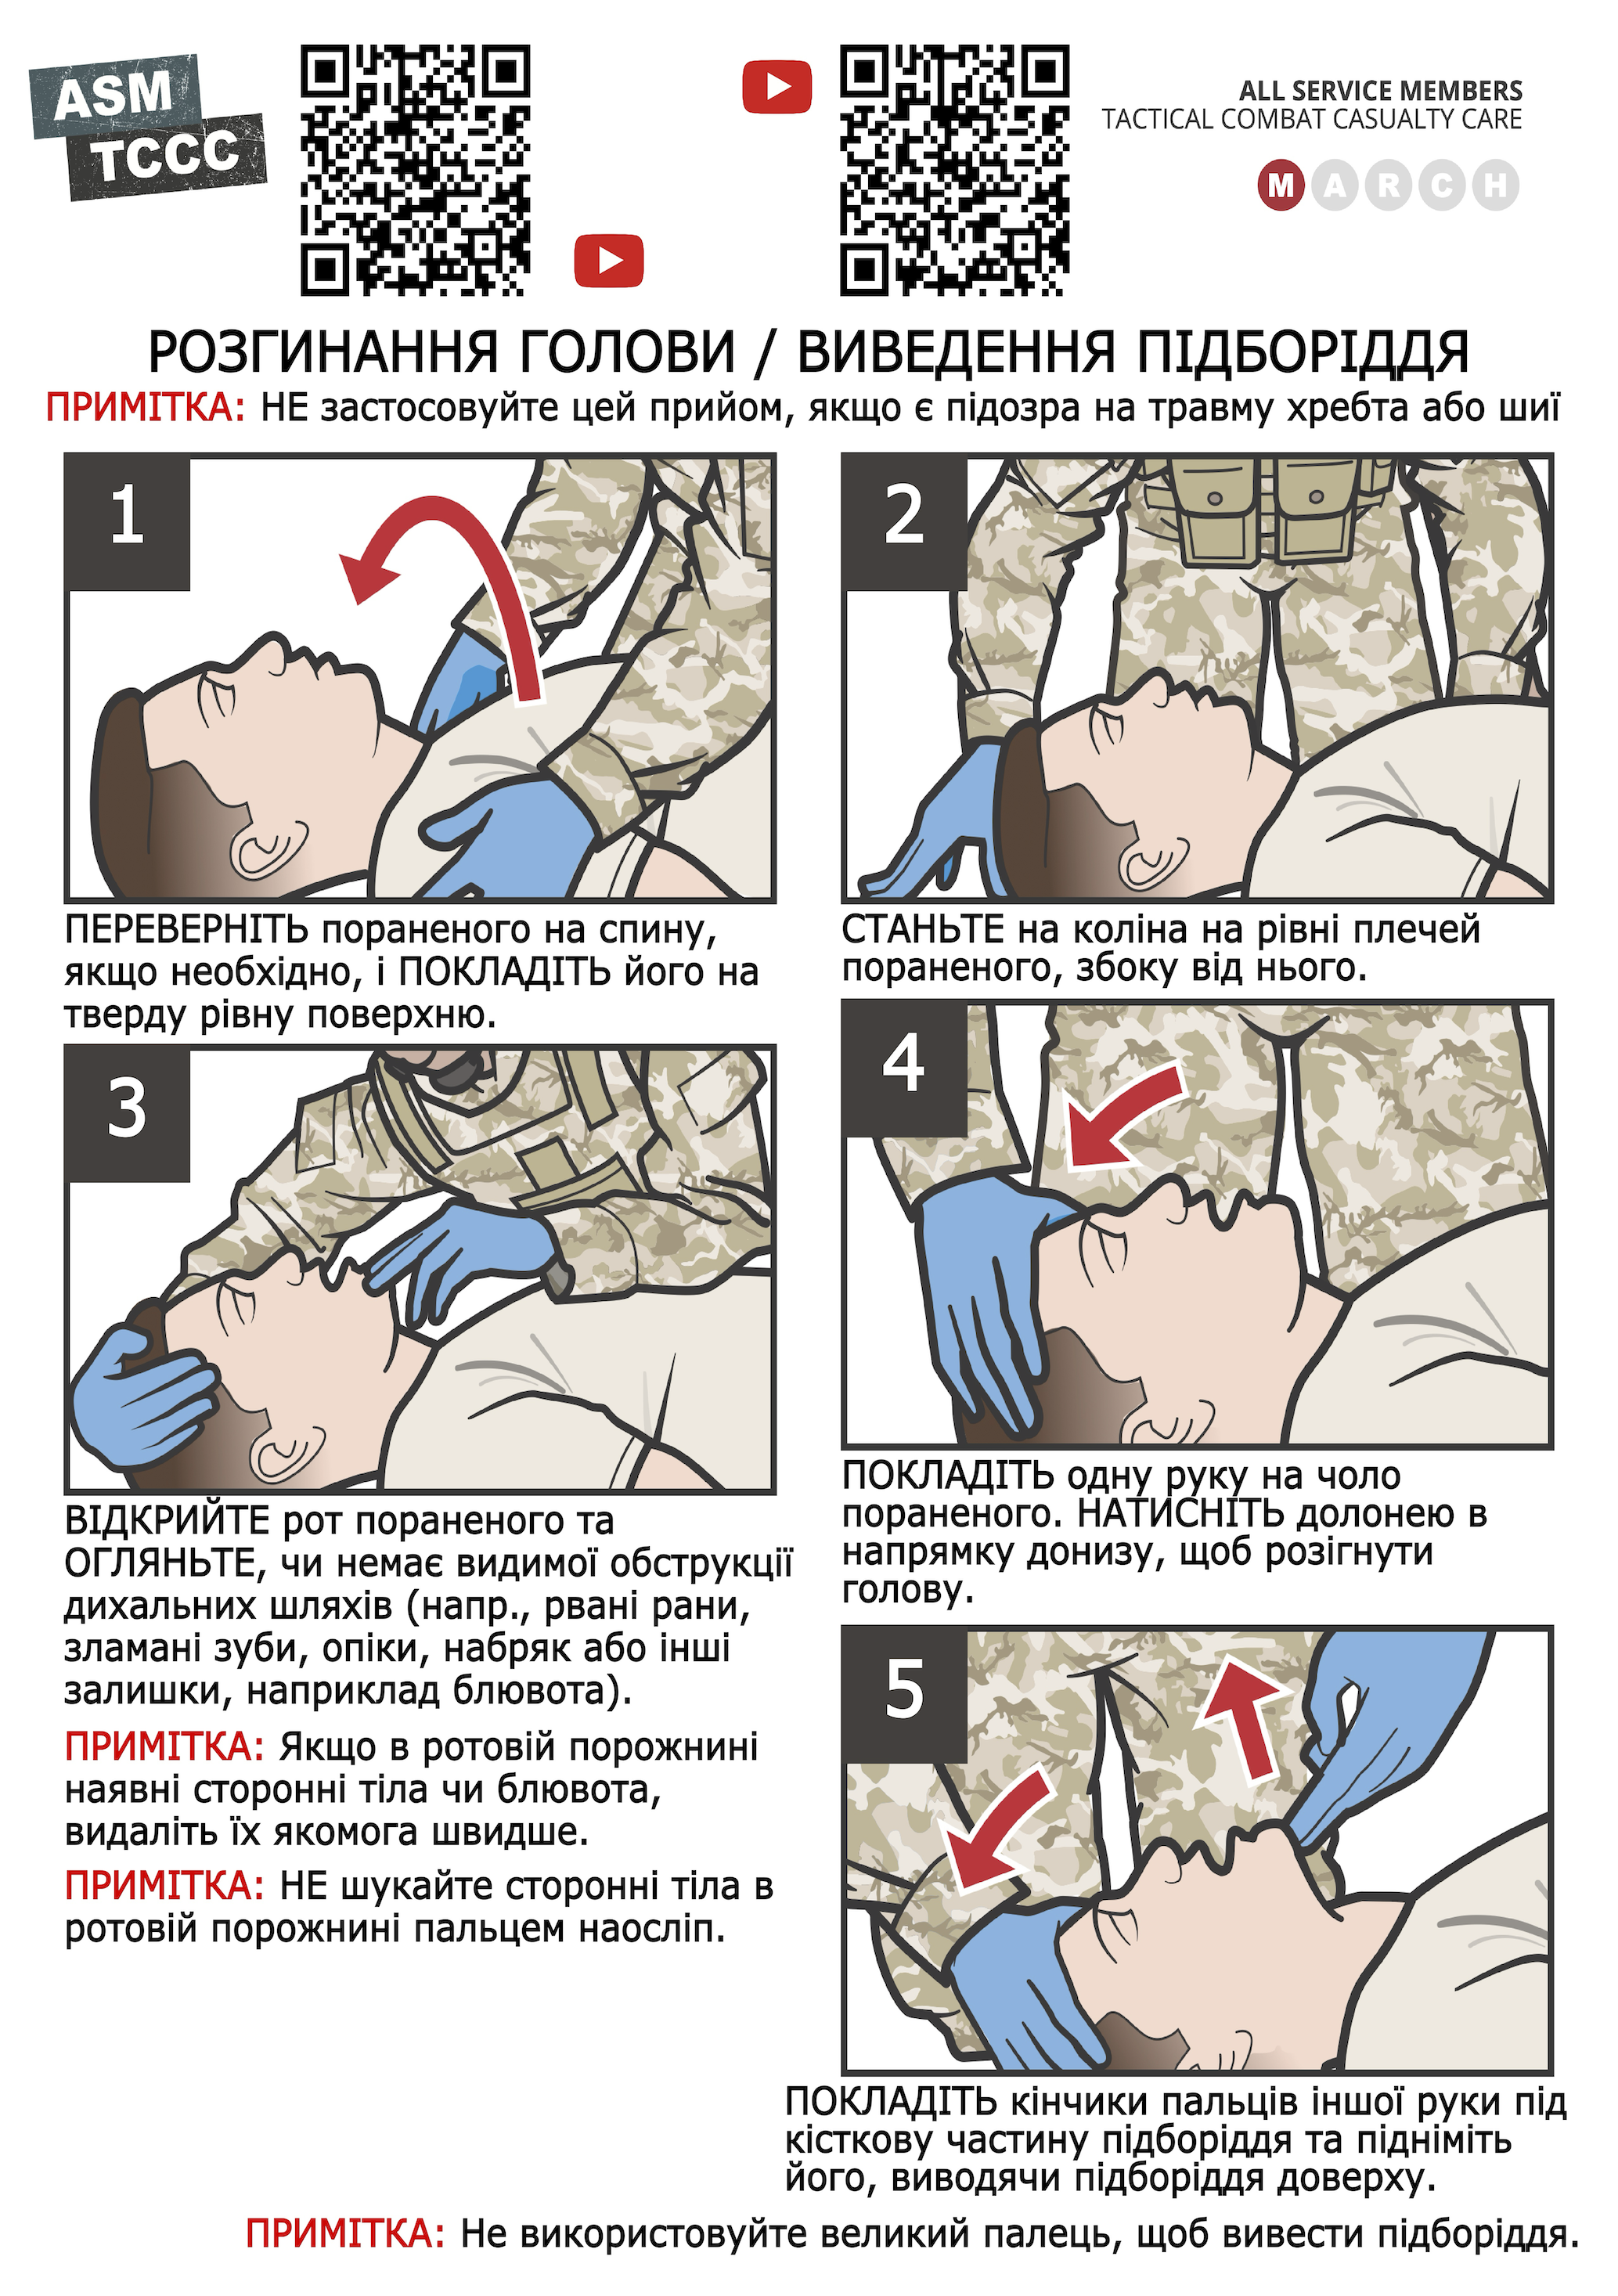 ASM
TCCC
ALL SERVICE MEMBERS
TACTICAL COMBAT CASUALTY CARE
M A R C H
РОЗГИНАННЯ ГОЛОВИ / ВИВЕДЕННЯ ПІДБОРІДДЯ
ПРИМІТКА: НЕ застосовуйте цей прийом, якщо є підозра на травму хребта або шиї
1
ПЕРЕВЕРНІТЬ пораненого на спину,
якщо необхідно, і ПОКЛАДІТЬ його на
тверду рівну поверхню.
2
СТАНЬТЕ на коліна на рівні плечей
пораненого, збоку від нього.
3
ВІДКРИЙТЕ рот пораненого та
ОГЛЯНЬТЕ, чи немає видимої обструкції
дихальних шляхів (напр., рвані рани,
зламані зуби, опіки, набряк або інші
залишки, наприклад блювота).
ПРИМІТКА: Якщо в ротовій порожнині
наявні сторонні тіла чи блювота,
видаліть їх якомога швидше.
ПРИМІТКА: НЕ шукайте сторонні тіла в
ротовій порожнині пальцем наосліп.
4
ПОКЛАДІТЬ одну руку на чоло
пораненого. НАТИСНІТЬ долонею в
напрямку донизу, щоб розігнути
голову.
5
ПОКЛАДІТЬ кінчики пальців іншої руки під
кісткову частину підборіддя та підніміть
його, виводячи підборіддя доверху.
ПРИМІТКА: Не використовуйте великий палець, щоб вивести підборіддя.